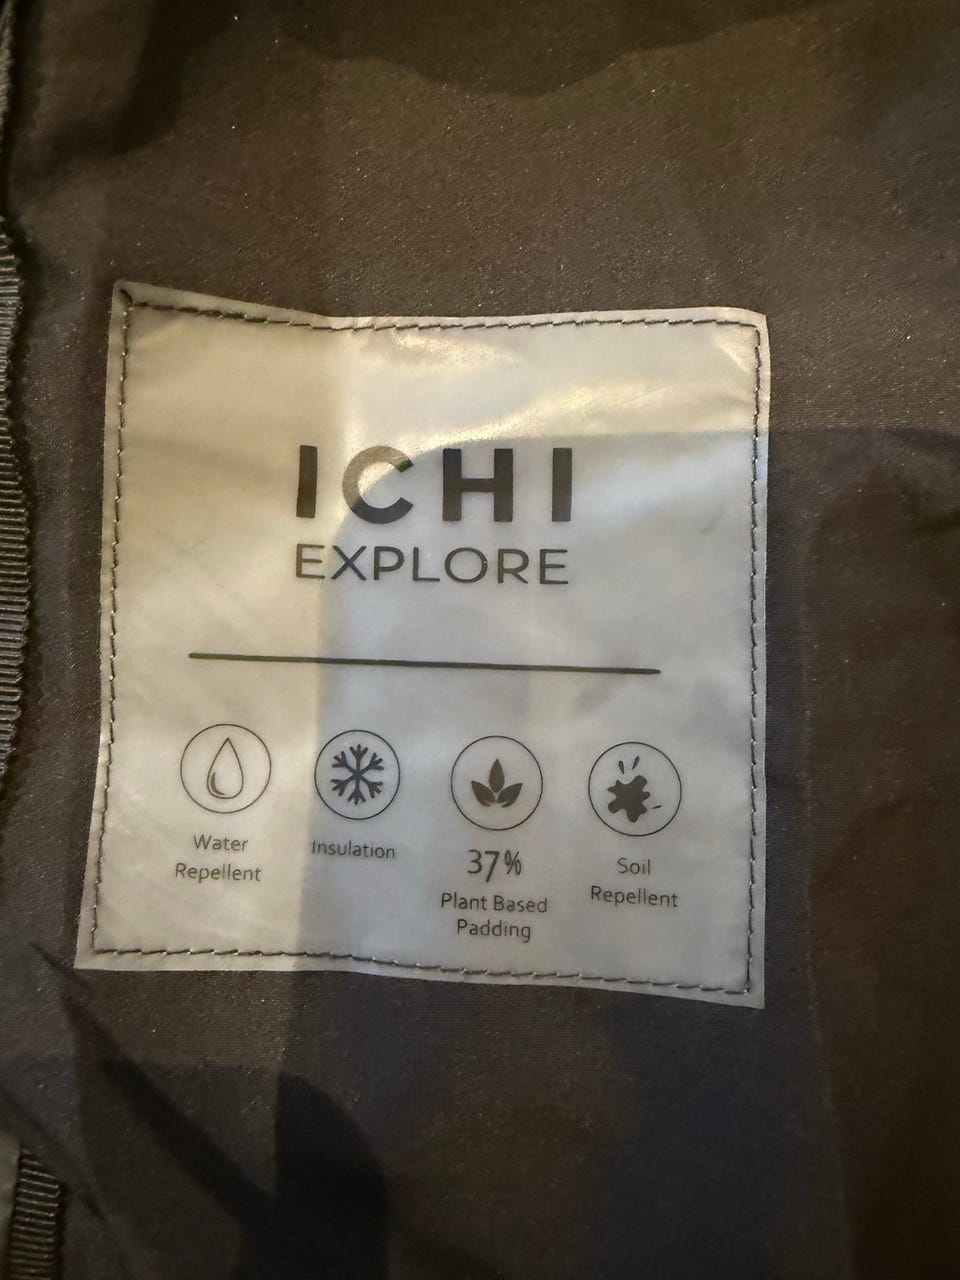 ICHI
EXPLORE
Water
Repellent
Insulation
37%
Plant Based
Padding
Soil
Repellent